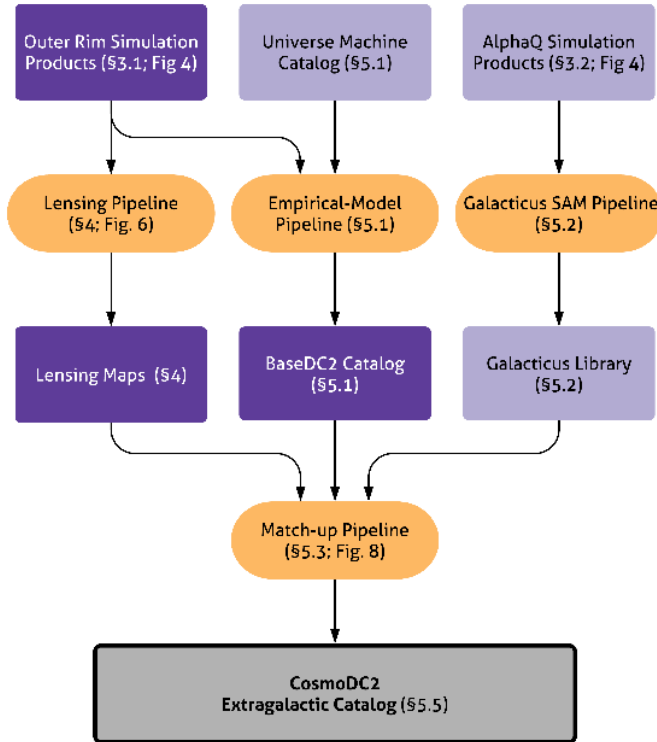 Outer Rim Simulation
Products (§3.1; Fig 4)
Universe Machine
Catalog (§5.1)
AlphaQ Simulation
Products (§3.2; Fig 4)
Lensing Pipeline
(§4; Fig. 6)
Empirical-Model
Pipeline (§5.1)
Galacticus SAM Pipeline
(§5.2)
Lensing Maps (§4)
BaseDC2 Catalog
(§5.1)
Galacticus Library
(§5.2)
Match-up Pipeline
(§5.3; Fig. 8)
CosmoDC2
Extragalactic Catalog (§5.5)